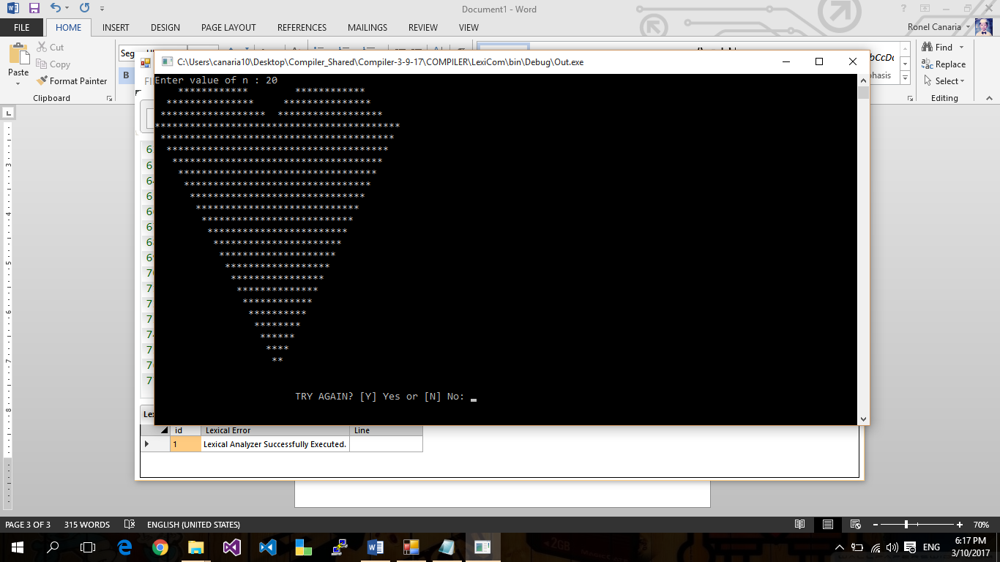 Document1 - Word
Ronel Canaria
FILE HOME INSERT DESIGN PAGE LAYOUT REFERENCES MAILINGS REVIEW VIEW
Paste
Cut
Copy
Format Painter
Clipboard
B
Find
Replace
Select
Editing
C:\Users\canaria10\Desktop\Compiler_Shared\Compiler-3-9-17\COMPILER\LexiCom\bin\Debug\Out.exe
Enter value of n : 20
    ************        ************
  ***************     ***************
 ******************  ******************
******************************************
 ****************************************
  **************************************
   ************************************
    **********************************
     ********************************
      ******************************
       ****************************
        **************************
         ************************
          **********************
           ********************
            ******************
             ****************
              **************
               ************
                **********
                 ********
                  ******
                   ****
                    **
TRY AGAIN? [Y] Yes or [N] No: _
id Lexical Error Line
1 Lexical Analyzer Successfully Executed.
PAGE 3 OF 3 315 WORDS ENGLISH (UNITED STATES) 70%
ENG 6:17 PM
3/10/2017